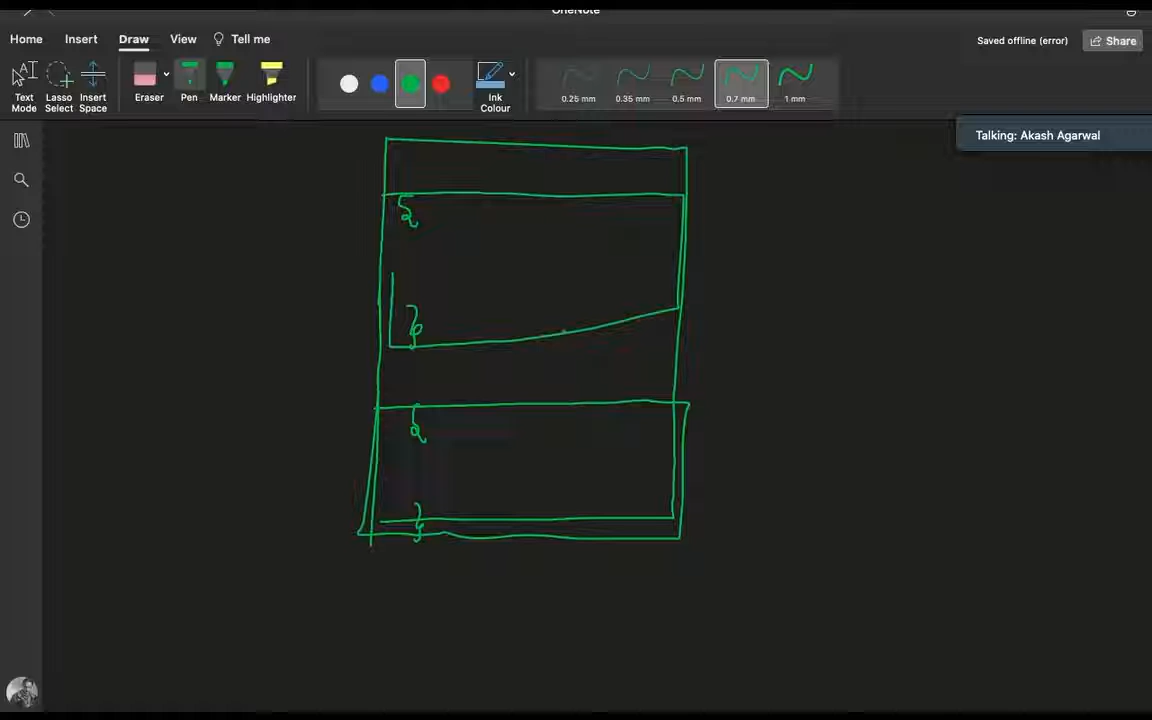 OneNote
Home Insert Draw View Tell me
Saved offline (error) Share
Text Mode
Lasso Select
Insert Space
Eraser
Pen
Marker
Highlighter
Ink Colour
0.25 mm
0.35 mm
0.5 mm
0.7 mm
1 mm
Talking: Akash Agarwal
{
}
{
}